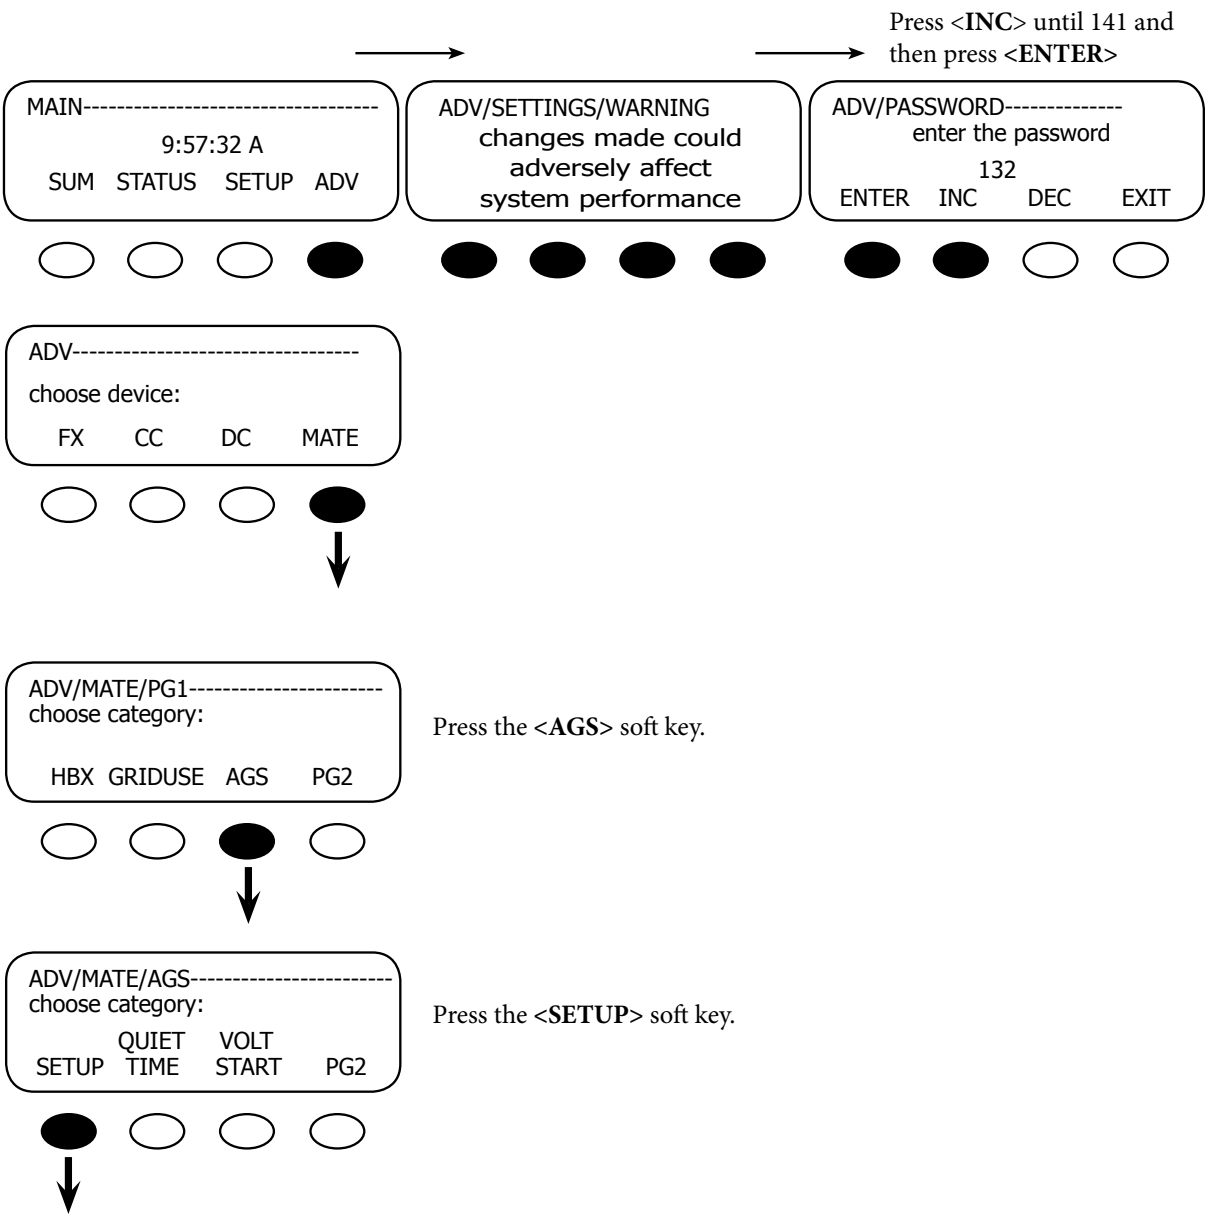 Press <INC> until 141 and
then press <ENTER>
MAIN-----------------------------------
9:57:32 A
SUM STATUS SETUP ADV
ADV/SETTINGS/WARNING
changes made could
adversely affect
system performance
ADV/PASSWORD--------------
enter the password
132
ENTER INC DEC EXIT
ADV----------------------------------
choose device:
FX CC DC MATE
ADV/MATE/PG1-----------------------
choose category:
HBX GRIDUSE AGS PG2
Press the <AGS> soft key.
ADV/MATE/AGS------------------------
choose category:
QUIET VOLT
SETUP TIME START PG2
Press the <SETUP> soft key.